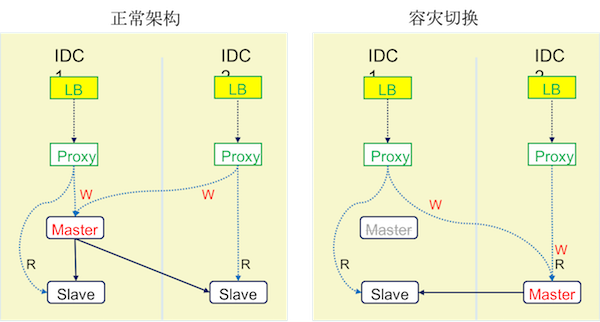 正常架构
容灾切换
IDC
1
IDC
2
LB
LB
Proxy
Proxy
W
W
Master
R
R
Slave
Slave
IDC
1
IDC
2
LB
LB
Proxy
Proxy
W
Master
W
R
R
Slave
Master